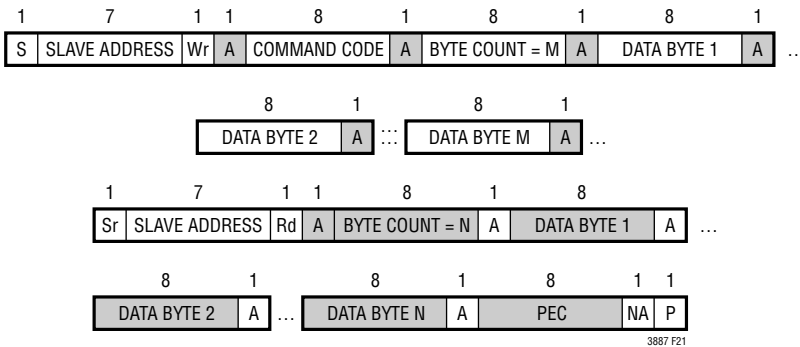 1 7 1 1 8 1 8 1 8 1
S SLAVE ADDRESS Wr A COMMAND CODE A BYTE COUNT = M A DATA BYTE 1 A …
8 1 8 1
DATA BYTE 2 A … DATA BYTE M A …
1 7 1 1 8 1 8 1
Sr SLAVE ADDRESS Rd A BYTE COUNT = N A DATA BYTE 1 A …
8 1 8 1 8 1 1
DATA BYTE 2 A … DATA BYTE N A PEC NA P
3887 F21